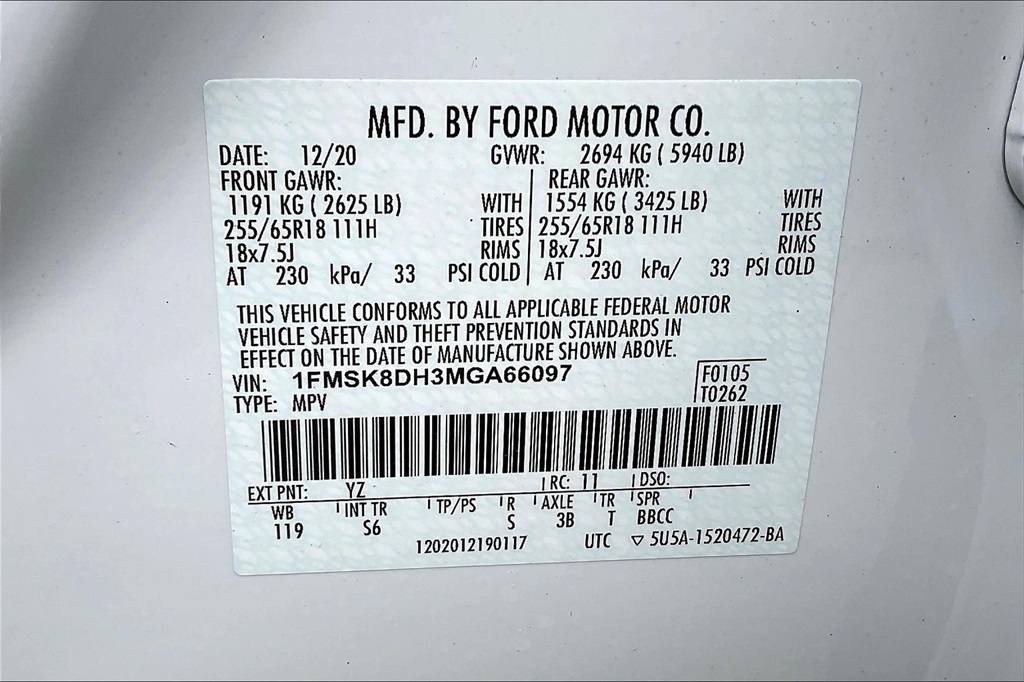 MFD. BY FORD MOTOR CO.
DATE: 12/20 GVWR: 2694 KG ( 5940 LB)
FRONT GAWR: REAR GAWR:
1191 KG ( 2625 LB) WITH 1554 KG ( 3425 LB) WITH
255/65R18 111H TIRES 255/65R18 111H TIRES
18x7.5J RIMS 18x7.5J RIMS
AT 230 kPa/ 33 PSI COLD AT 230 kPa/ 33 PSI COLD
THIS VEHICLE CONFORMS TO ALL APPLICABLE FEDERAL MOTOR
VEHICLE SAFETY AND THEFT PREVENTION STANDARDS IN
EFFECT ON THE DATE OF MANUFACTURE SHOWN ABOVE.
VIN: 1FMSK8DH3MGA66097 F0105
TYPE: MPV T0262
EXT PNT: YZ RC: 11 DSO:
WB INT TR TP/PS R AXLE TR SPR
119 S6 S 3B T BBCC
1202012190117 UTC ▽ 5U5A-1520472-BA